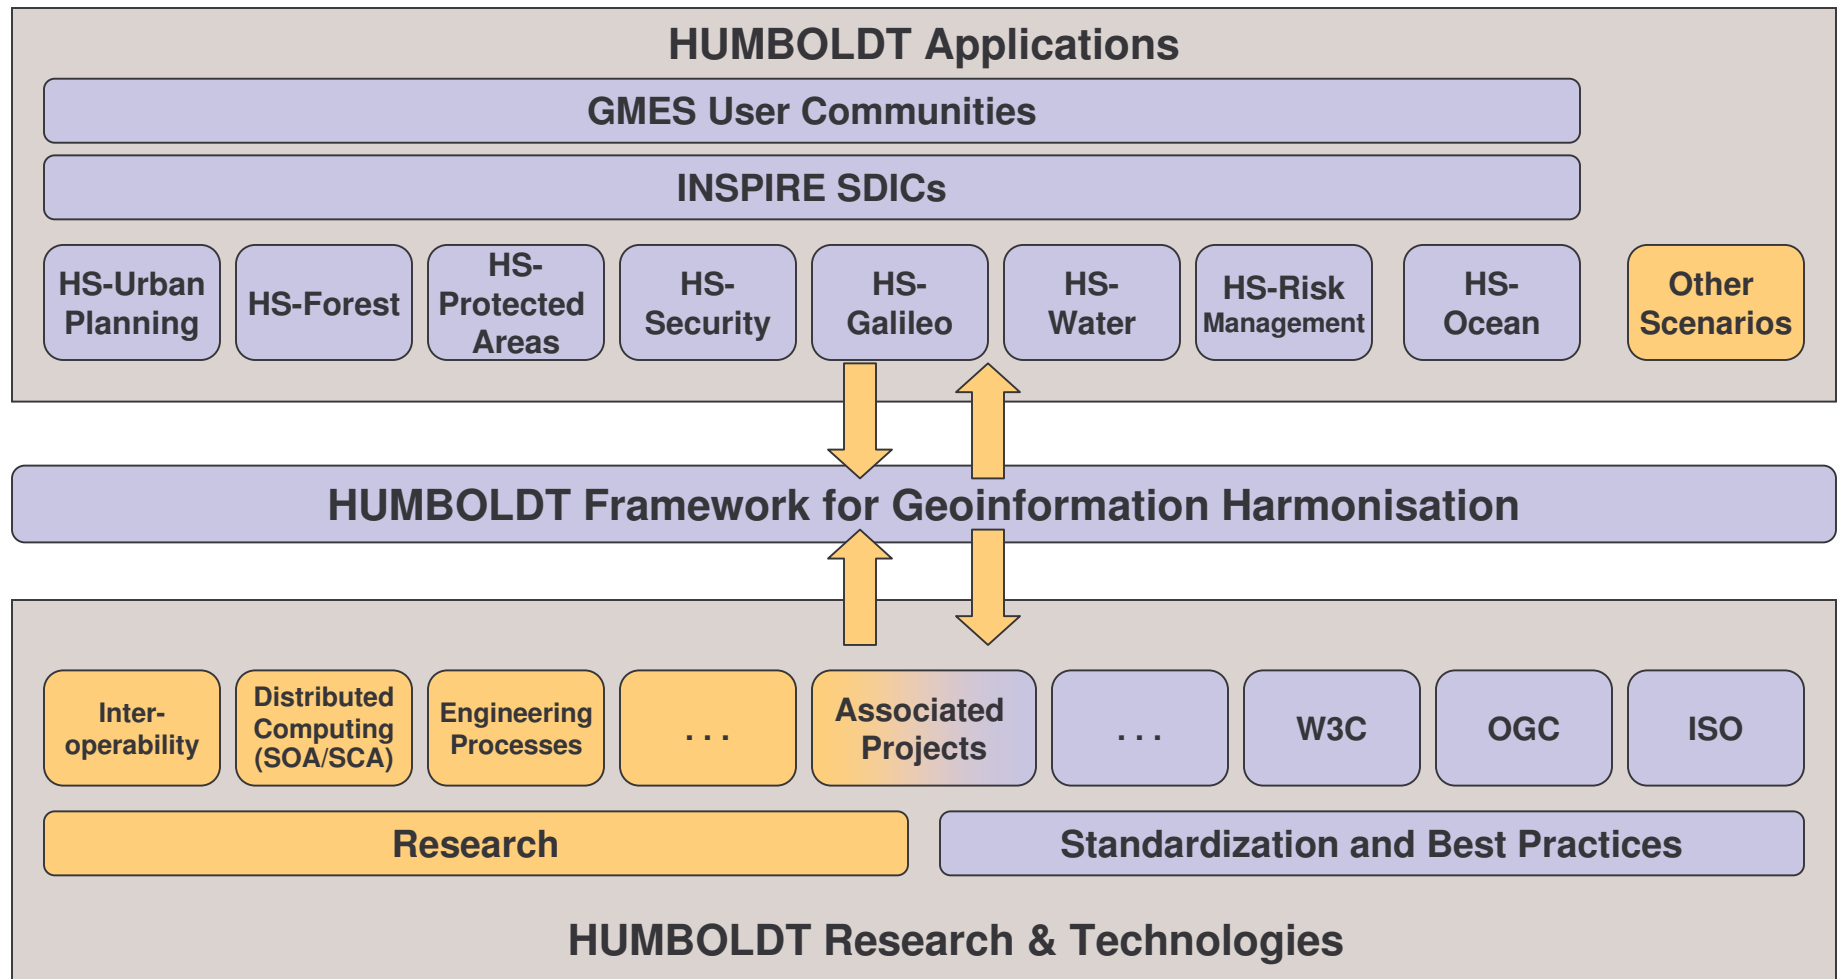 HUMBOLDT Applications
GMES User Communities
INSPIRE SDICs
HS-Urban
Planning
HS-Forest
HS-
Protected
Areas
HS-
Security
HS-
Galileo
HS-
Water
HS-Risk
Management
HS-
Ocean
Other
Scenarios
HUMBOLDT Framework for Geoinformation Harmonisation
Inter-
operability
Distributed
Computing
(SOA/SCA)
Engineering
Processes
. . .
Associated
Projects
. . .
W3C
OGC
ISO
Research
Standardization and Best Practices
HUMBOLDT Research & Technologies